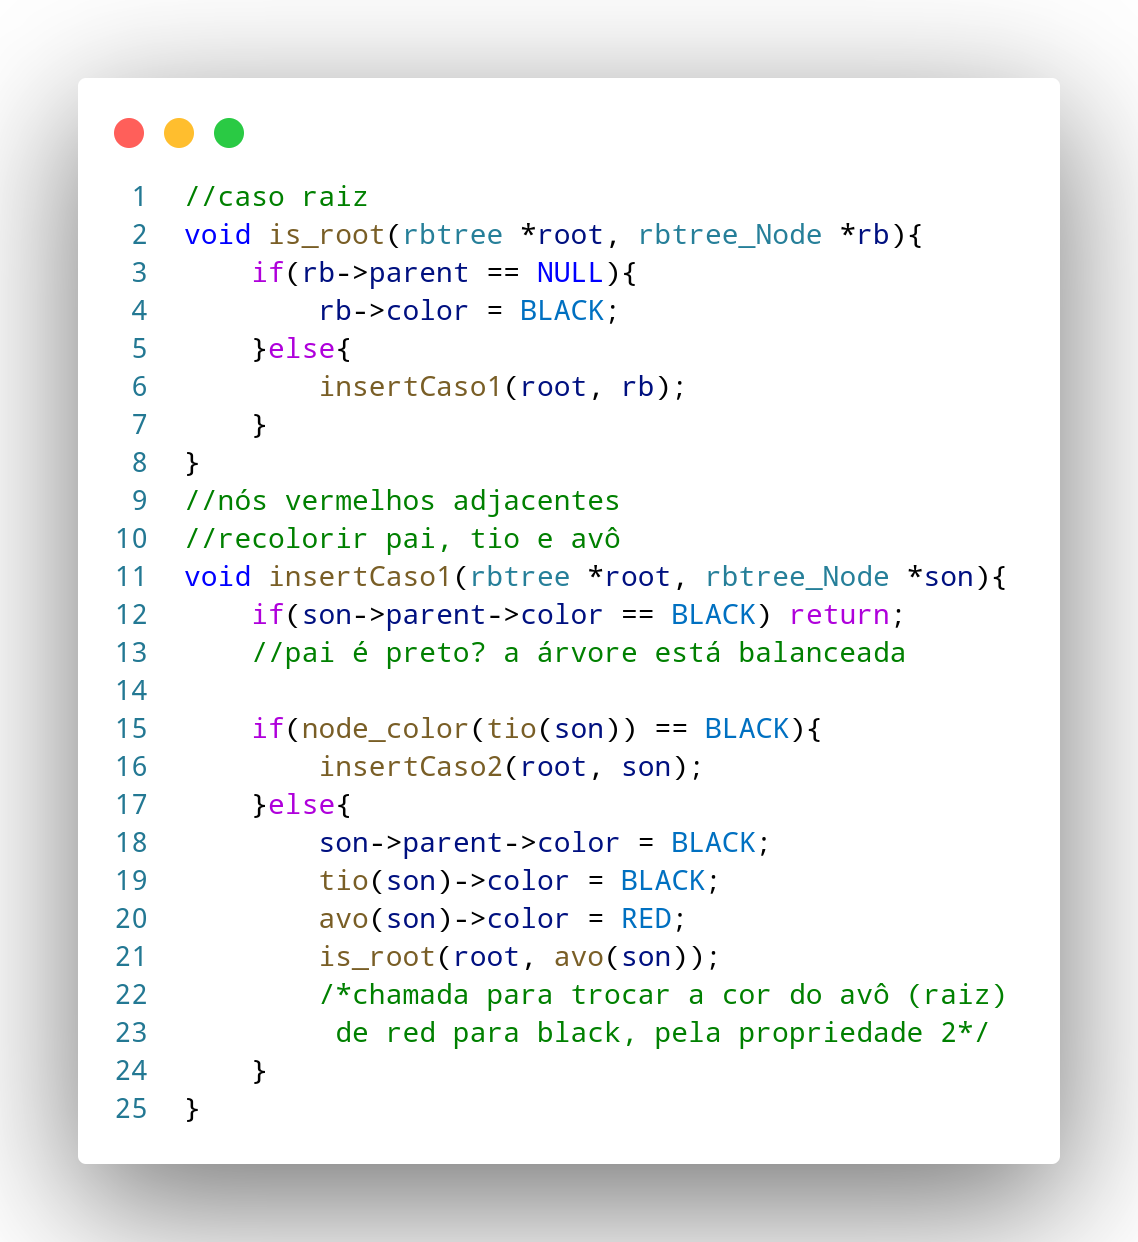 1 //caso raiz
2 void is_root(rbtree *root, rbtree_Node *rb){
3     if(rb->parent == NULL){
4         rb->color = BLACK;
5     }else{
6         insertCaso1(root, rb);
7     }
8 }
9 //nós vermelhos adjacentes
10 //recolorir pai, tio e avô
11 void insertCaso1(rbtree *root, rbtree_Node *son){
12     if(son->parent->color == BLACK) return;
13     //pai é preto? a árvore está balanceada
14
15     if(node_color(tio(son)) == BLACK){
16         insertCaso2(root, son);
17     }else{
18         son->parent->color = BLACK;
19         tio(son)->color = BLACK;
20         avo(son)->color = RED;
21         is_root(root, avo(son));
22         /*chamada para trocar a cor do avô (raiz)
23          de red para black, pela propriedade 2*/
24     }
25 }